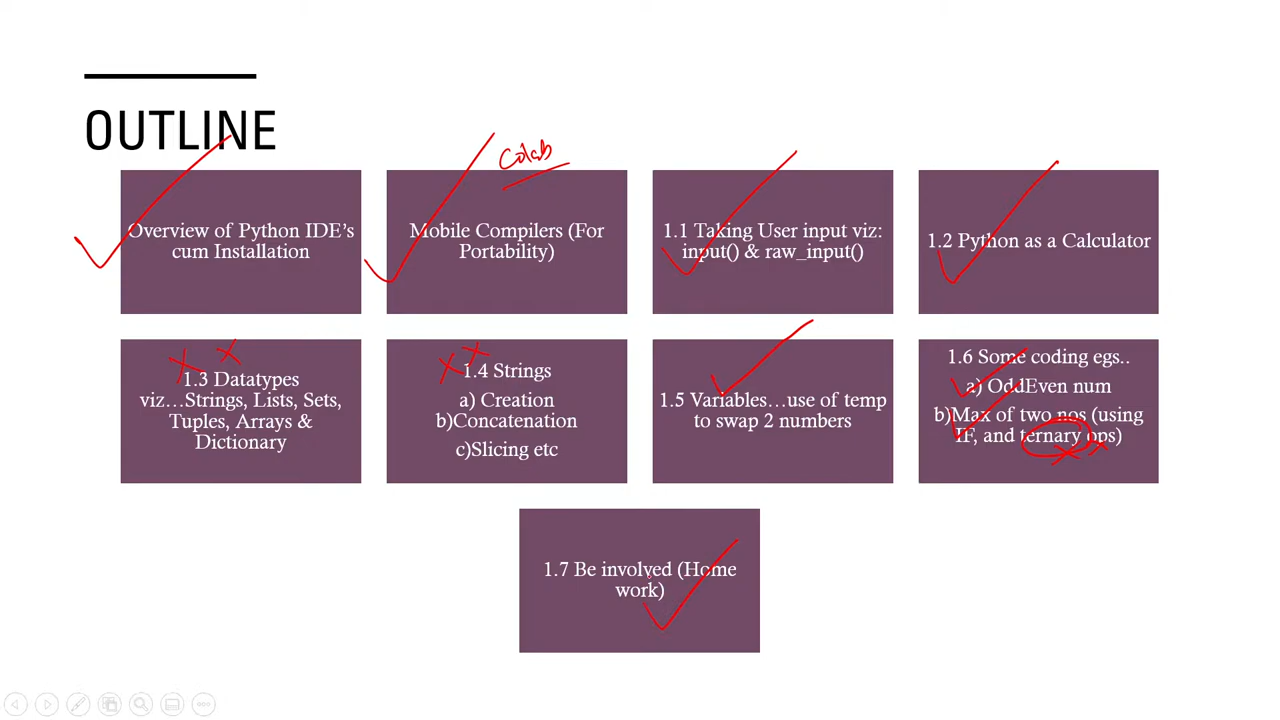 OUTLINE
Colab
Overview of Python IDE's
cum Installation
Mobile Compilers (For
Portability)
1.1 Taking User input viz:
input() & raw_input()
1.2 Python as a Calculator
1.3 Datatypes
viz…Strings, Lists, Sets,
Tuples, Arrays &
Dictionary
1.4 Strings
a) Creation
b)Concatenation
c)Slicing etc
1.5 Variables…use of temp
to swap 2 numbers
1.6 Some coding egs..
a) OddEven num
b)Max of two nos (using
IF, and ternary ops)
1.7 Be involved (Home
work)